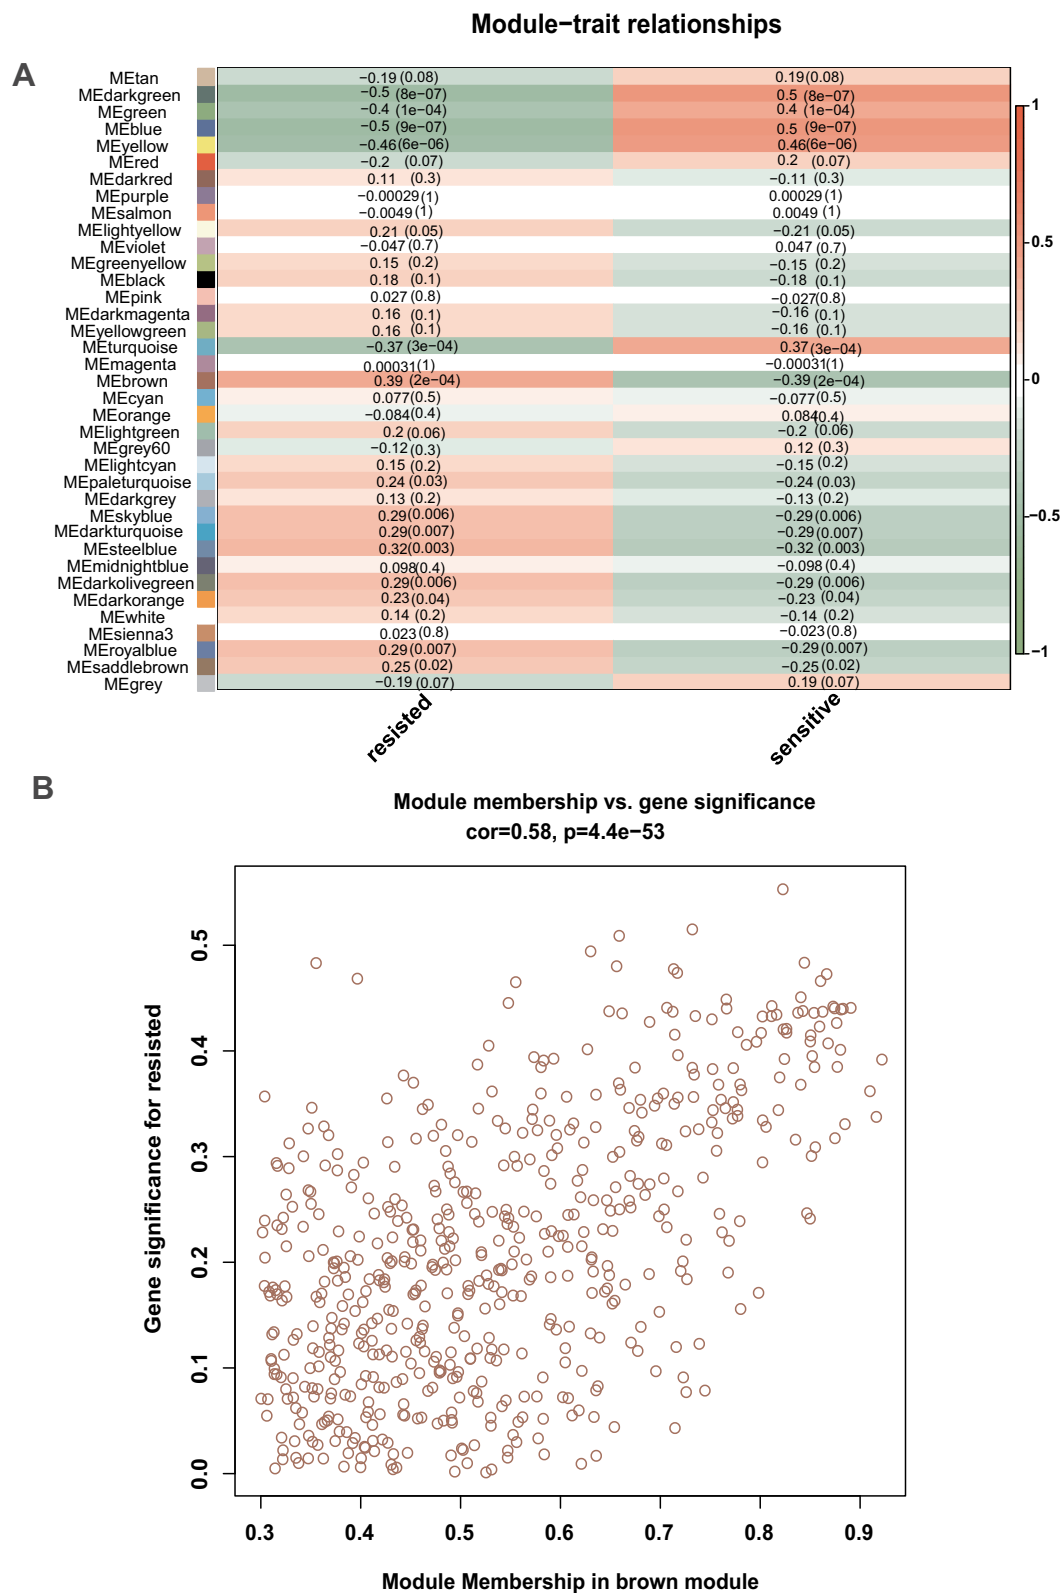 Module−trait relationships
A
MEtan −0.19 (0.08) 0.19 (0.08)
MEdarkgreen −0.5 (8e−07) 0.5 (8e−07)
MEgreen −0.4 (1e−04) 0.4 (1e−04)
MEblue −0.5 (9e−07) 0.5 (9e−07)
MEyellow −0.46 (6e−06) 0.46 (6e−06)
MEred −0.2 (0.07) 0.2 (0.07)
MEdarkred 0.11 (0.3) −0.11 (0.3)
MEpurple −0.00029 (1) 0.00029 (1)
MEsalmon −0.0049 (1) 0.0049 (1)
MElightyellow 0.21 (0.05) −0.21 (0.05)
MEviolet −0.047 (0.7) 0.047 (0.7)
MEgreenyellow 0.15 (0.2) −0.15 (0.2)
MEblack 0.18 (0.1) −0.18 (0.1)
MEpink 0.027 (0.8) −0.027 (0.8)
MEdarkmagenta 0.16 (0.1) −0.16 (0.1)
MEyellowgreen 0.16 (0.1) −0.16 (0.1)
MEturquoise −0.37 (3e−04) 0.37 (3e−04)
MEmagenta 0.00031 (1) −0.00031 (1)
MEbrown 0.39 (2e−04) −0.39 (2e−04)
MEcyan 0.077 (0.5) −0.077 (0.5)
MEorange −0.084 (0.4) 0.084 (0.4)
MElightgreen 0.2 (0.06) −0.2 (0.06)
MEgrey60 −0.12 (0.3) 0.12 (0.3)
MElightcyan 0.15 (0.2) −0.15 (0.2)
MEpaleturquoise 0.24 (0.03) −0.24 (0.03)
MEdarkgrey 0.13 (0.2) −0.13 (0.2)
MEskyblue 0.29 (0.006) −0.29 (0.006)
MEdarkturquoise 0.29 (0.007) −0.29 (0.007)
MEsteelblue 0.32 (0.003) −0.32 (0.003)
MEmidnightblue 0.098 (0.4) −0.098 (0.4)
MEdarkolivegreen 0.29 (0.006) −0.29 (0.006)
MEdarkorange 0.23 (0.04) −0.23 (0.04)
MEwhite 0.14 (0.2) −0.14 (0.2)
MEsienna3 0.023 (0.8) −0.023 (0.8)
MEroyalblue 0.29 (0.007) −0.29 (0.007)
MEsaddlebrown 0.25 (0.02) −0.25 (0.02)
MEgrey −0.19 (0.07) 0.19 (0.07)
1
0.5
0
−0.5
−1
resisted sensitive
B
Module membership vs. gene significance
cor=0.58, p=4.4e−53
Gene significance for resisted
0.5
0.4
0.3
0.2
0.1
0.0
0.3 0.4 0.5 0.6 0.7 0.8 0.9
Module Membership in brown module